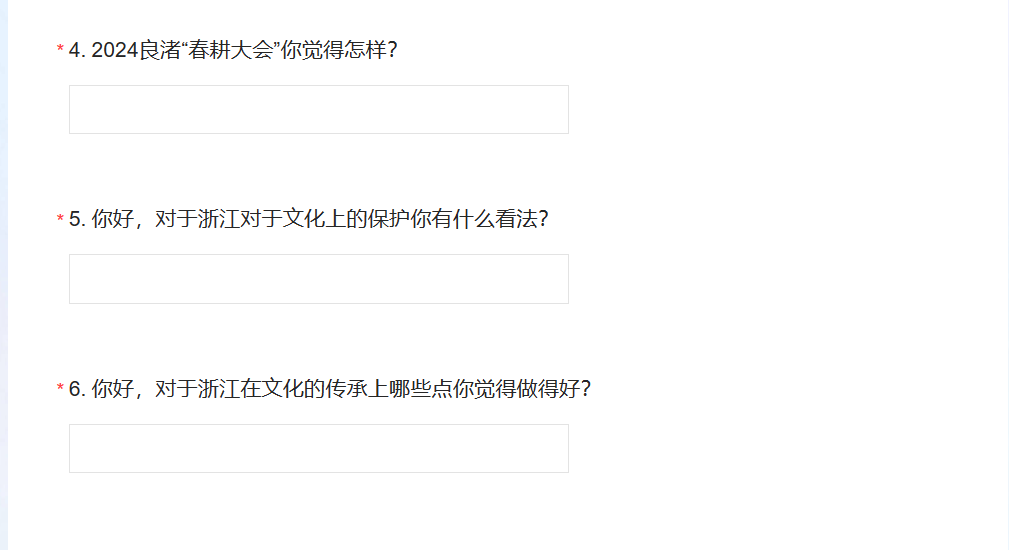 * 4. 2024良渚“春耕大会”你觉得怎样?
* 5. 你好，对于浙江对于文化上的保护你有什么看法?
* 6. 你好，对于浙江在文化的传承上哪些点你觉得做得好?